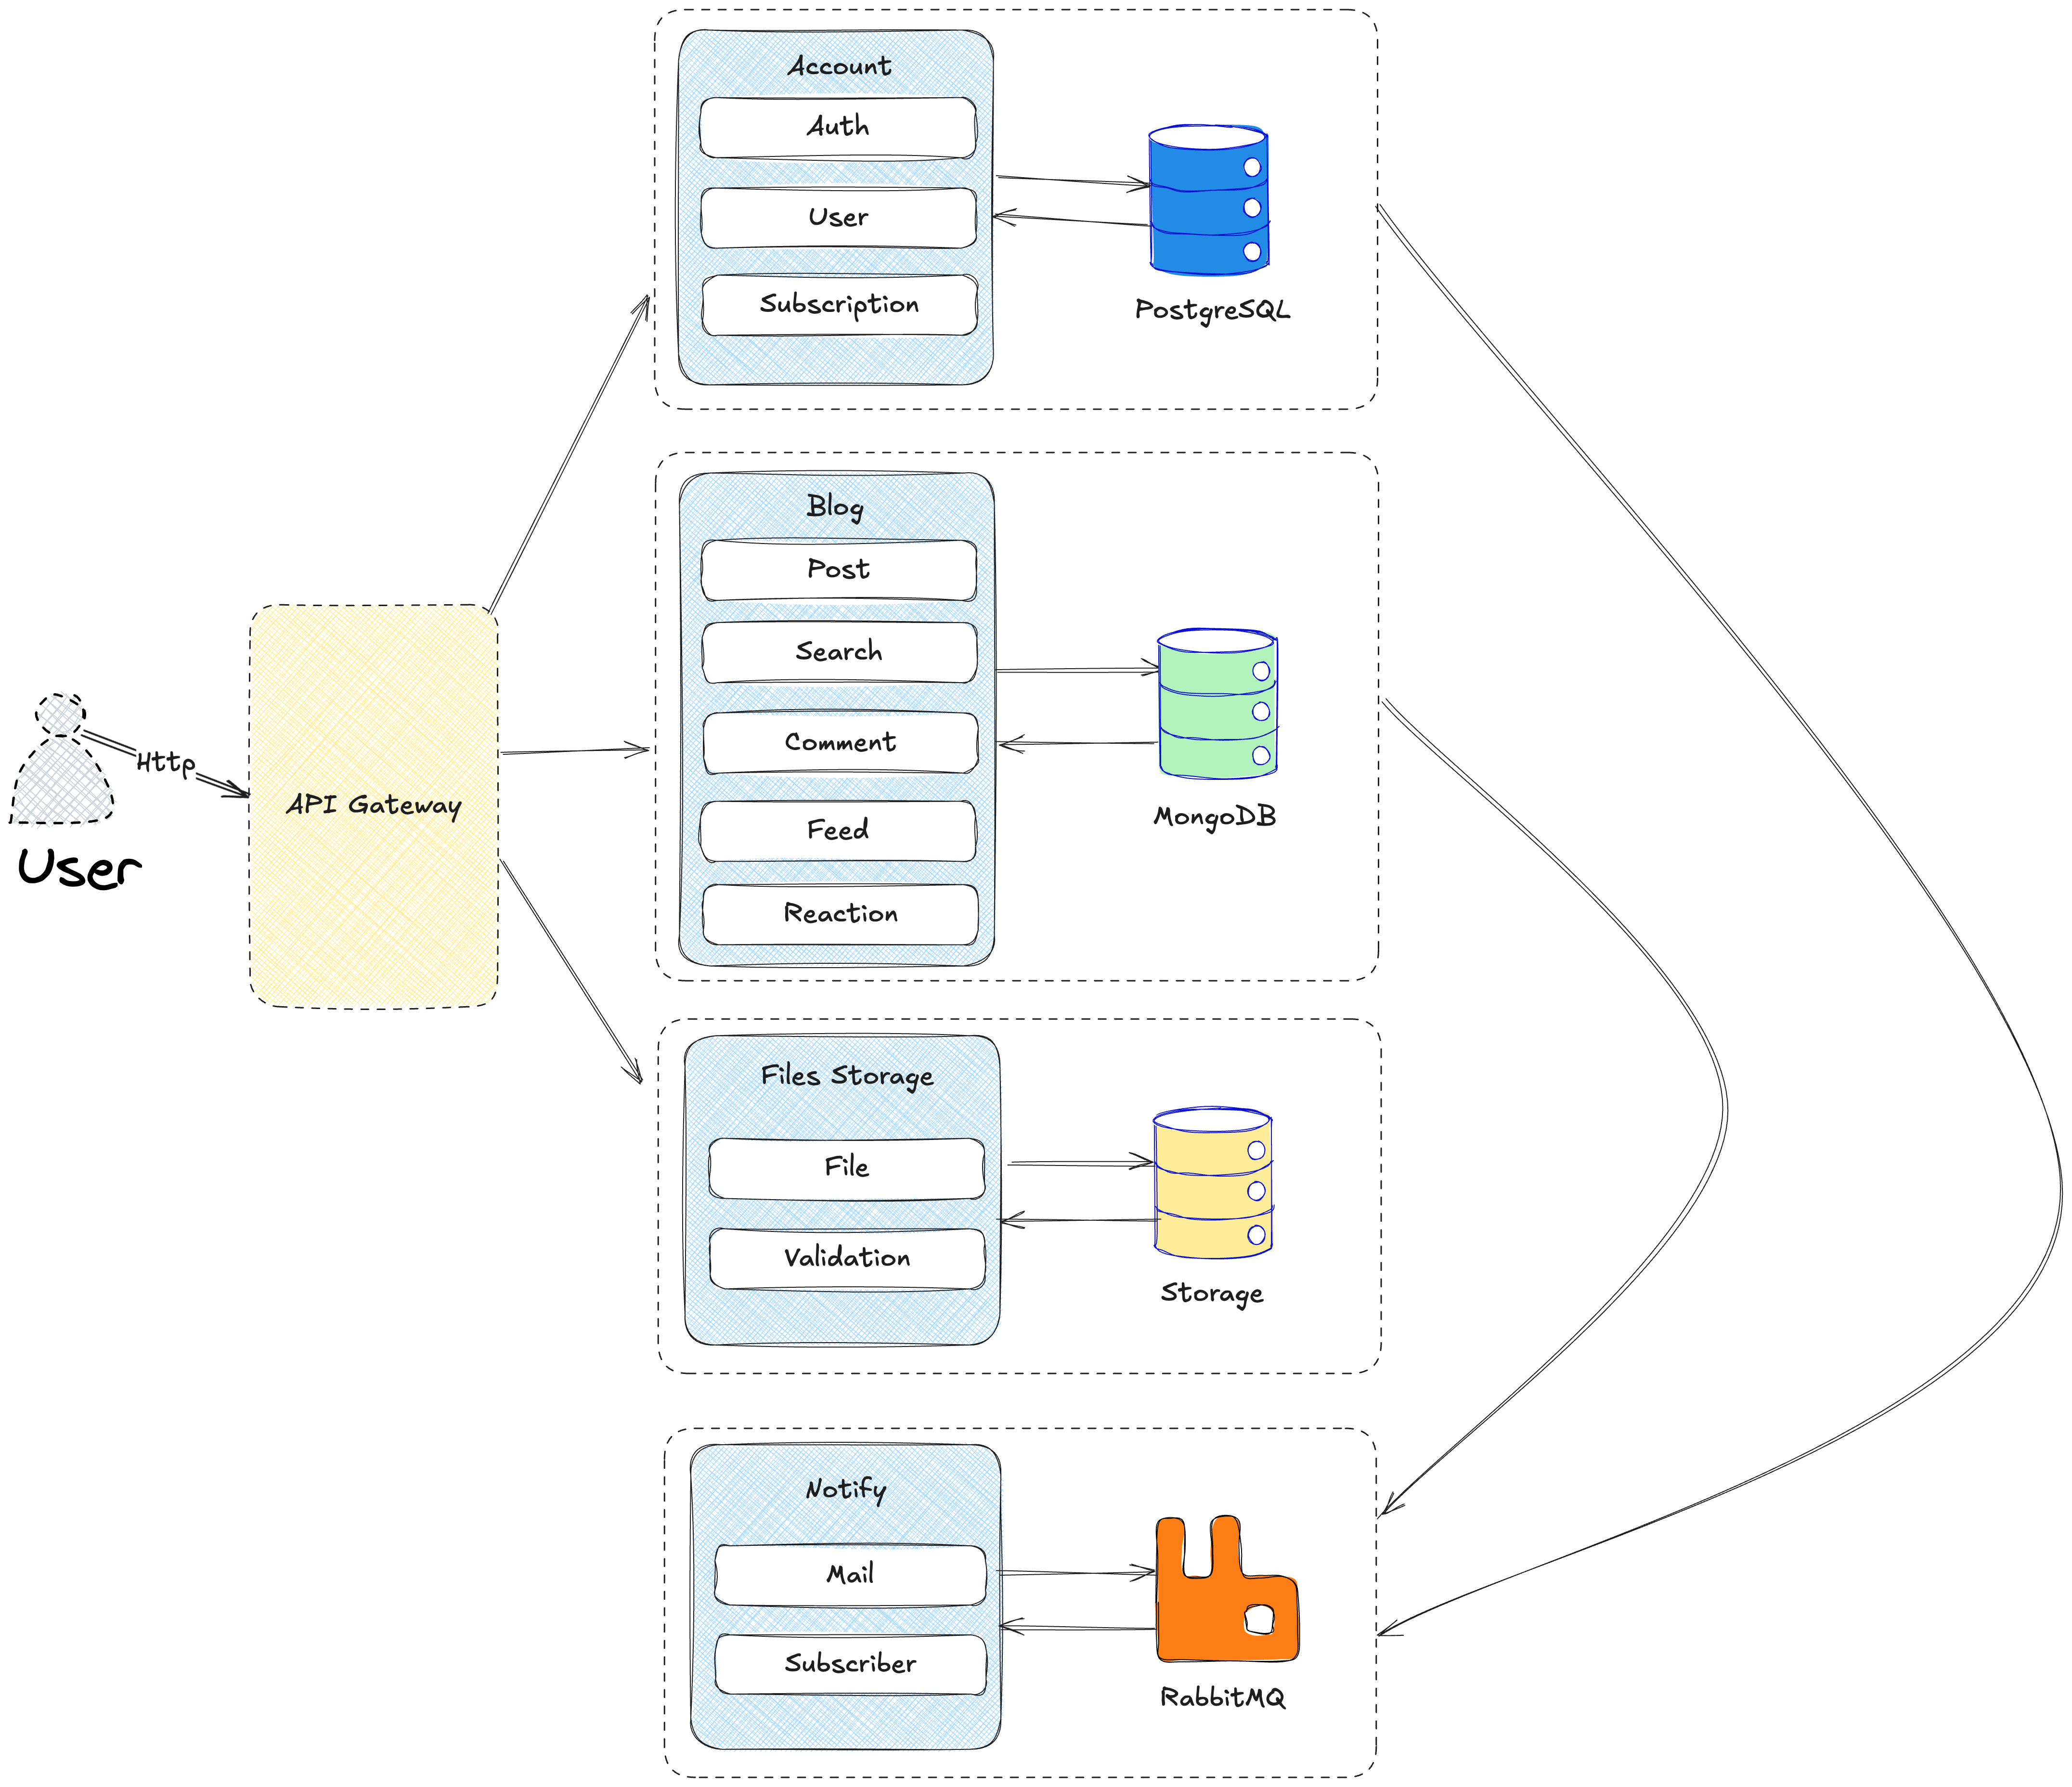 Account
Auth
User
Subscription
PostgreSQL
Blog
Post
Search
Comment
Feed
Reaction
MongoDB
Http
API Gateway
User
Files Storage
File
Validation
Storage
Notify
Mail
Subscriber
RabbitMQ